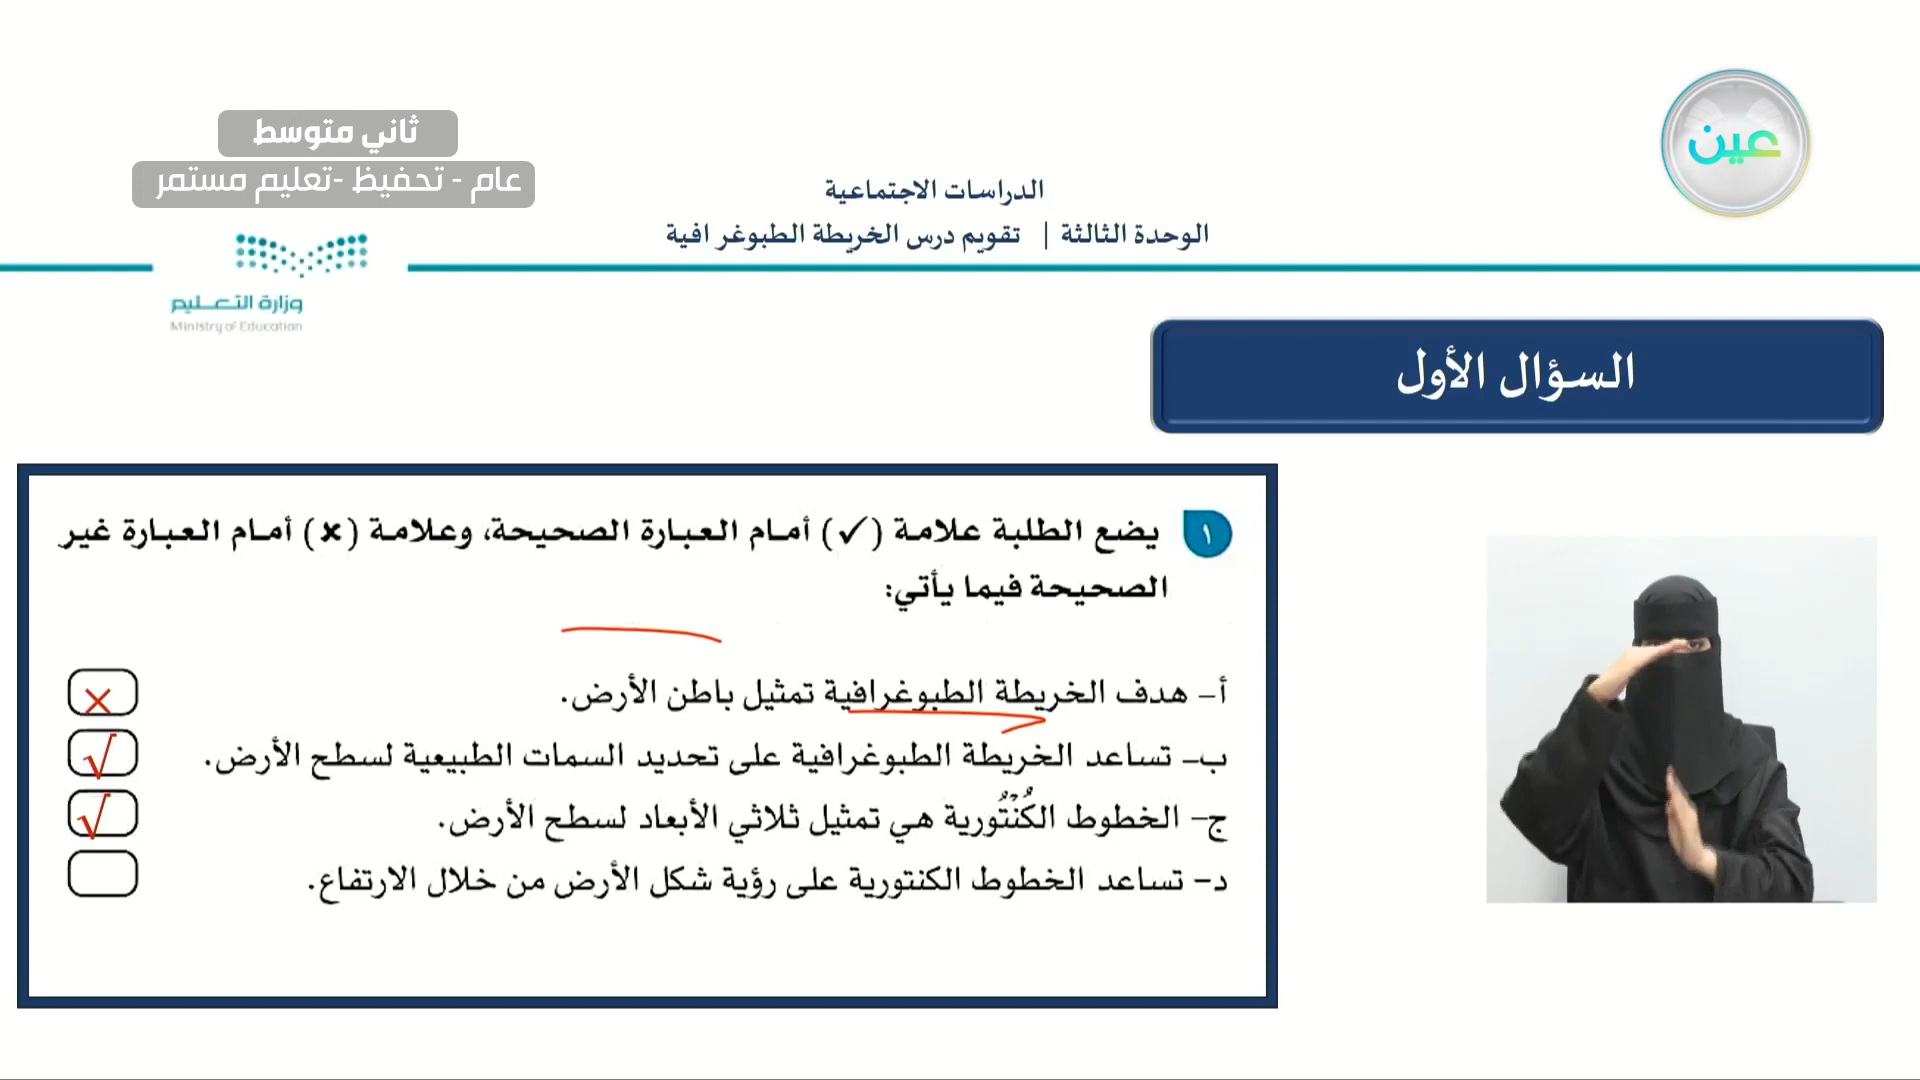 عين
ثاني متوسط
عام - تحفيظ -تعليم مستمر
الدراسات الاجتماعية
الوحدة الثالثة | تقويم درس الخريطة الطبوغرافية
وزارة التعـــليم
Ministry of Education
السؤال الأول
١ يضع الطلبة علامة (✓) أمام العبارة الصحيحة، وعلامة (✗) أمام العبارة غير
الصحيحة فيما يأتي:
أ- هدف الخريطة الطبوغرافية تمثيل باطن الأرض. ×
ب- تساعد الخريطة الطبوغرافية على تحديد السمات الطبيعية لسطح الأرض. √
ج- الخطوط الكُنْتُورية هي تمثيل ثلاثي الأبعاد لسطح الأرض. √
د- تساعد الخطوط الكنتورية على رؤية شكل الأرض من خلال الارتفاع.